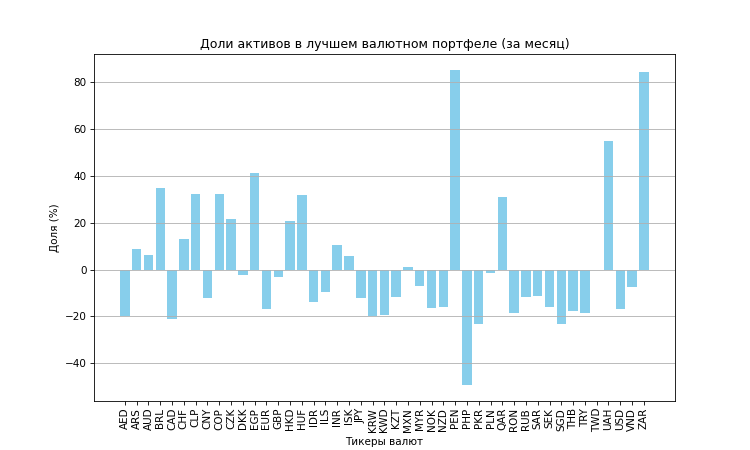 Доли активов в лучшем валютном портфеле (за месяц)
Доля (%)
80
60
40
20
0
−20
−40
AED ARS AUD BRL CAD CHF CLP CNY COP CZK DKK EGP EUR GBP HKD HUF IDR ILS INR ISK JPY KRW KWD KZT MXN MYR NOK NZD PEN PHP PKR PLN QAR RON RUB SAR SEK SGD THB TRY TWD UAH USD VND ZAR
Тикеры валют